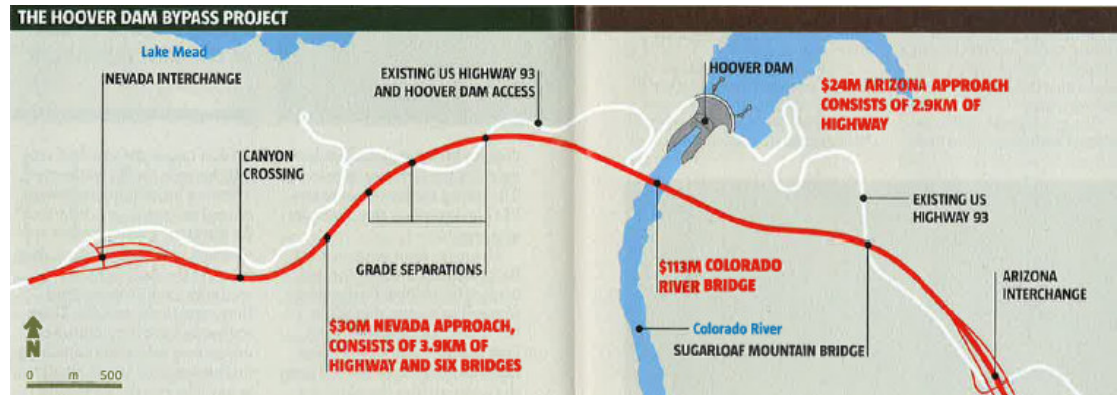 THE HOOVER DAM BYPASS PROJECT
Lake Mead
NEVADA INTERCHANGE
EXISTING US HIGHWAY 93
AND HOOVER DAM ACCESS
HOOVER DAM
$24M ARIZONA APPROACH
CONSISTS OF 2.9KM OF
HIGHWAY
CANYON
CROSSING
EXISTING US
HIGHWAY 93
GRADE SEPARATIONS
$113M COLORADO
RIVER BRIDGE
ARIZONA
INTERCHANGE
$30M NEVADA APPROACH,
CONSISTS OF 3.9KM OF
HIGHWAY AND SIX BRIDGES
Colorado River
SUGARLOAF MOUNTAIN BRIDGE
N
0 m 500